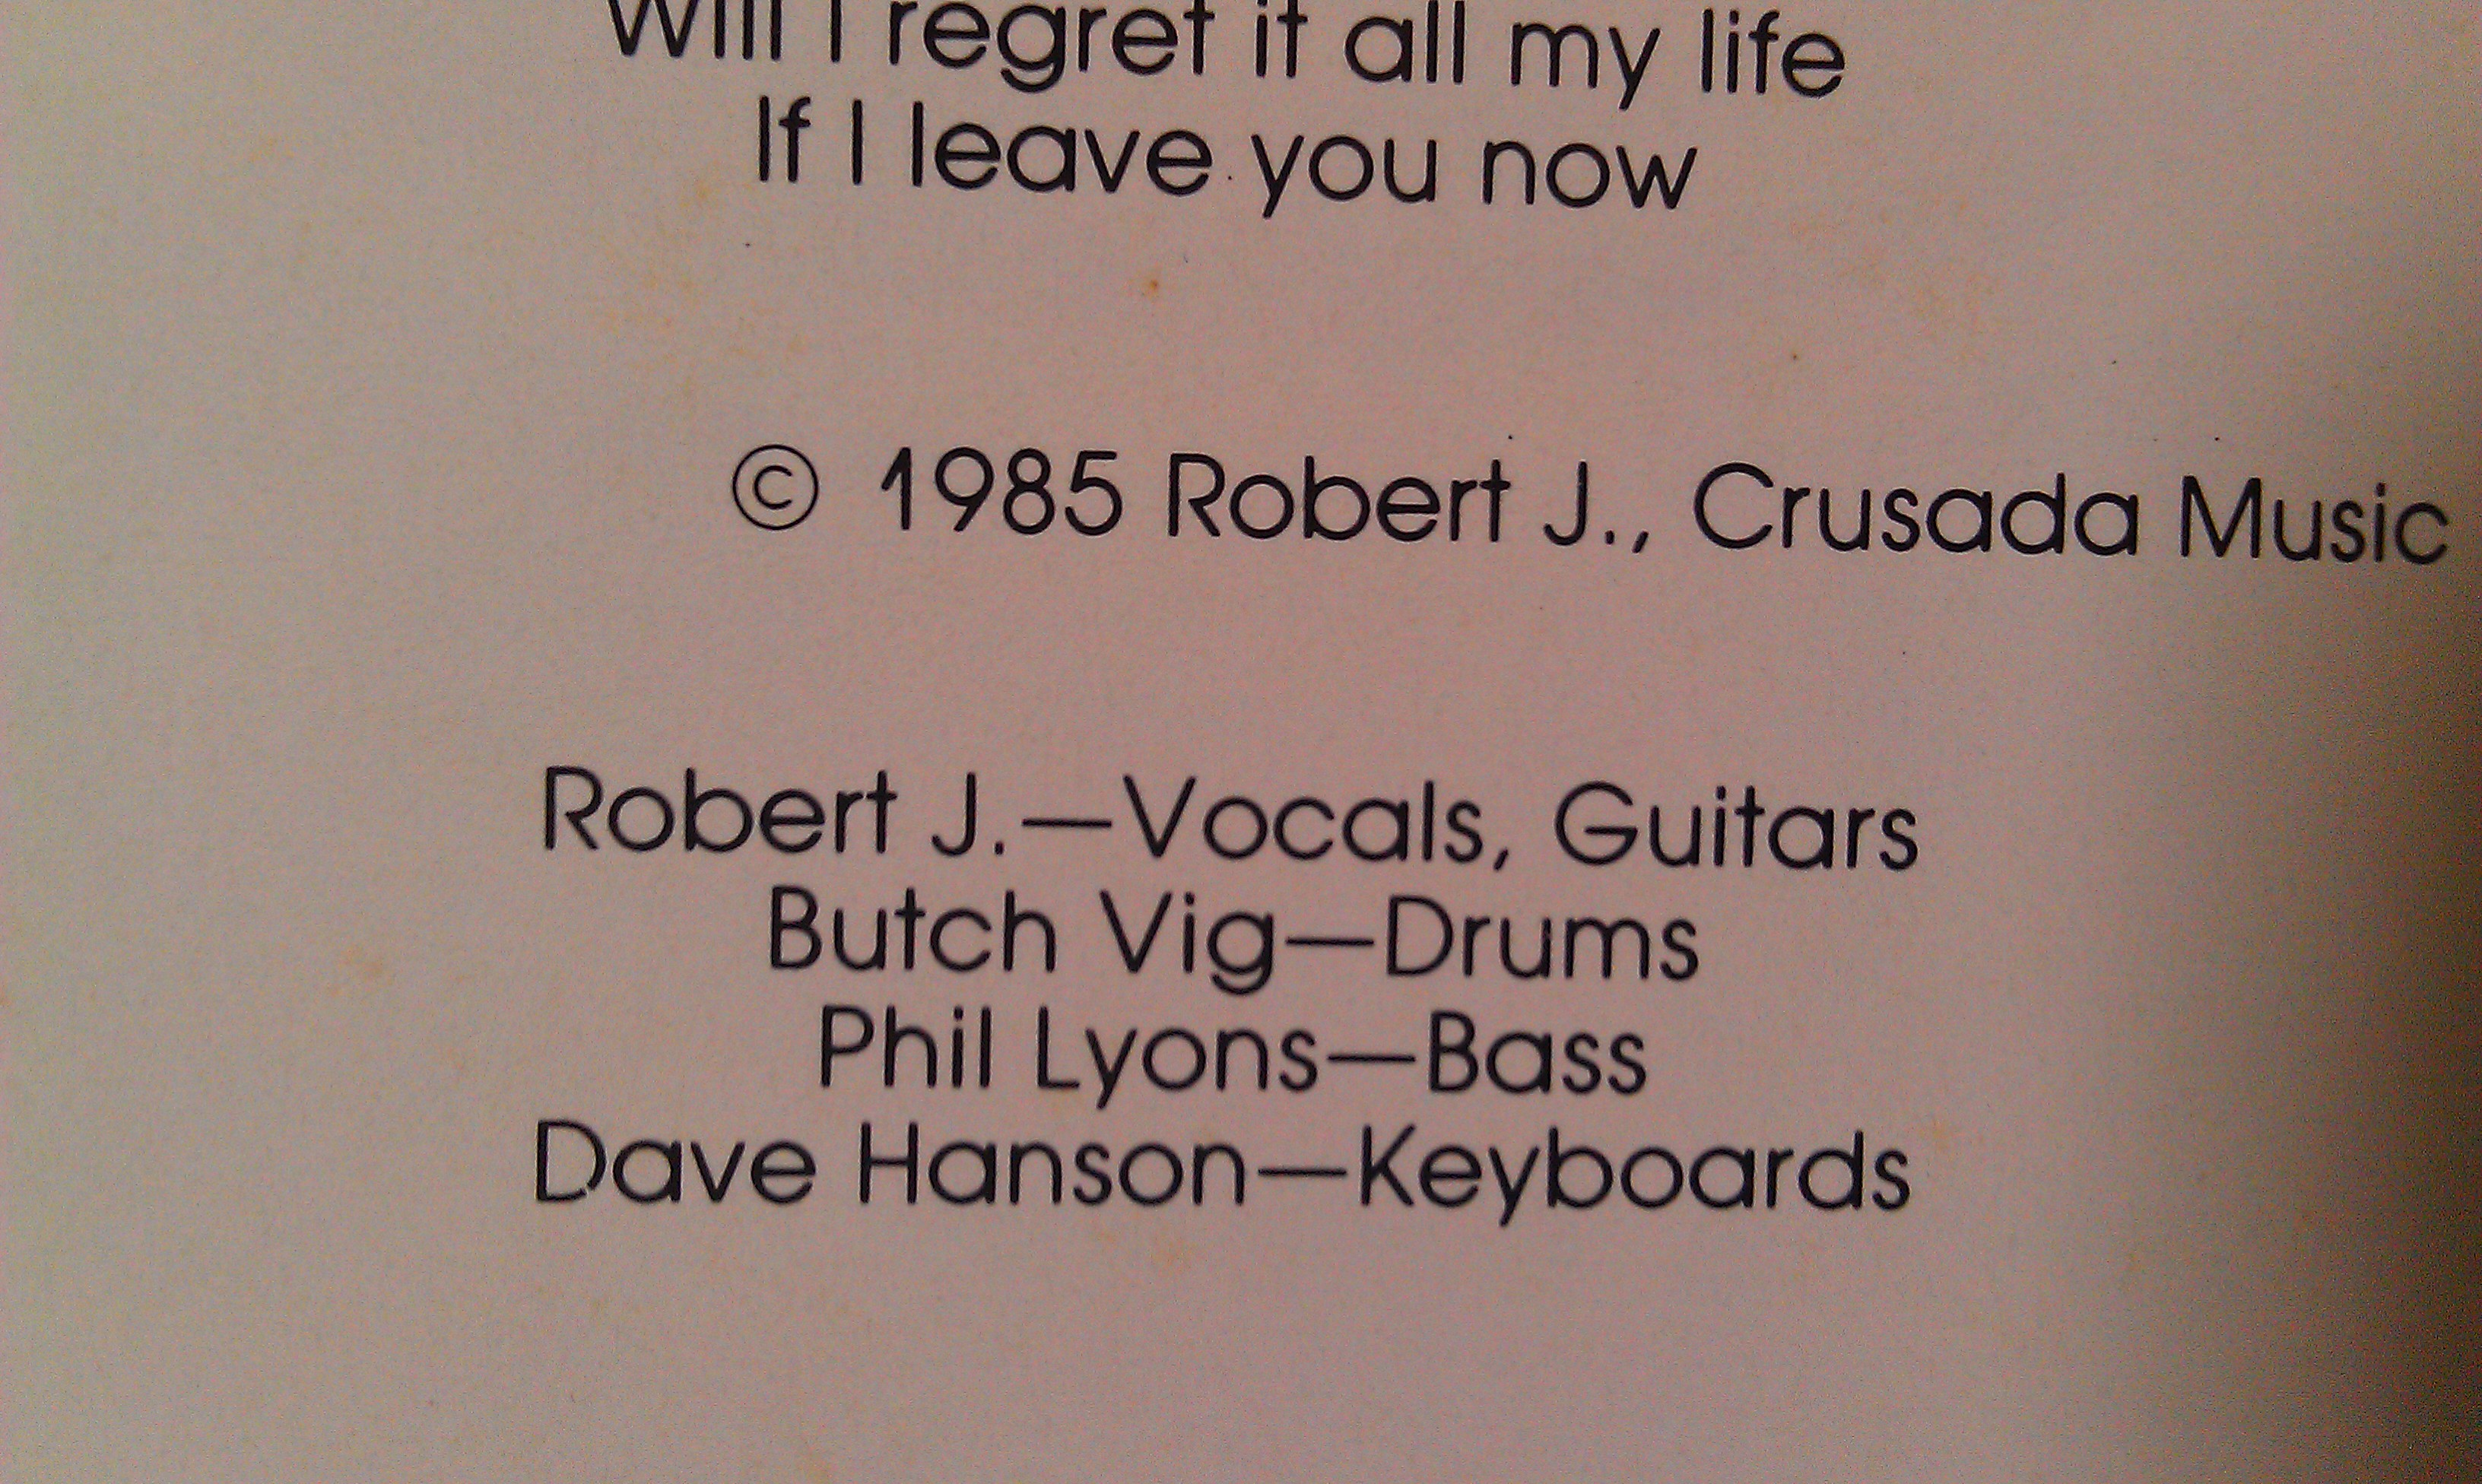 Will I regret it all my life
If I leave you now
© 1985 Robert J., Crusada Music
Robert J.—Vocals, Guitars
Butch Vig—Drums
Phil Lyons—Bass
Dave Hanson—Keyboards